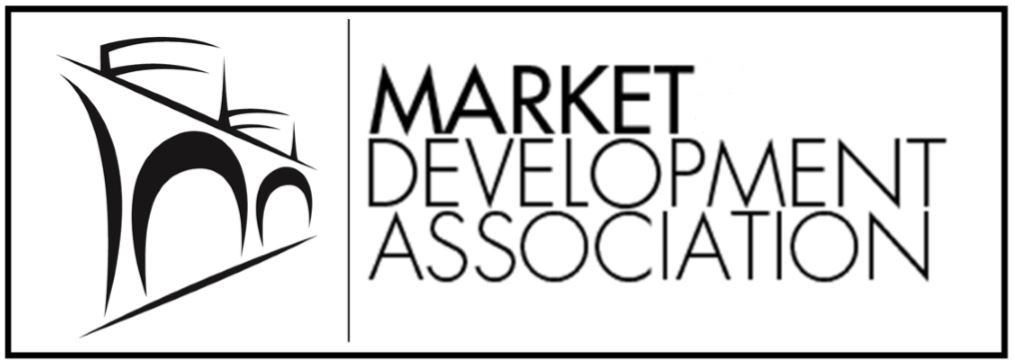 MARKET
DEVELOPMENT
ASSOCIATION